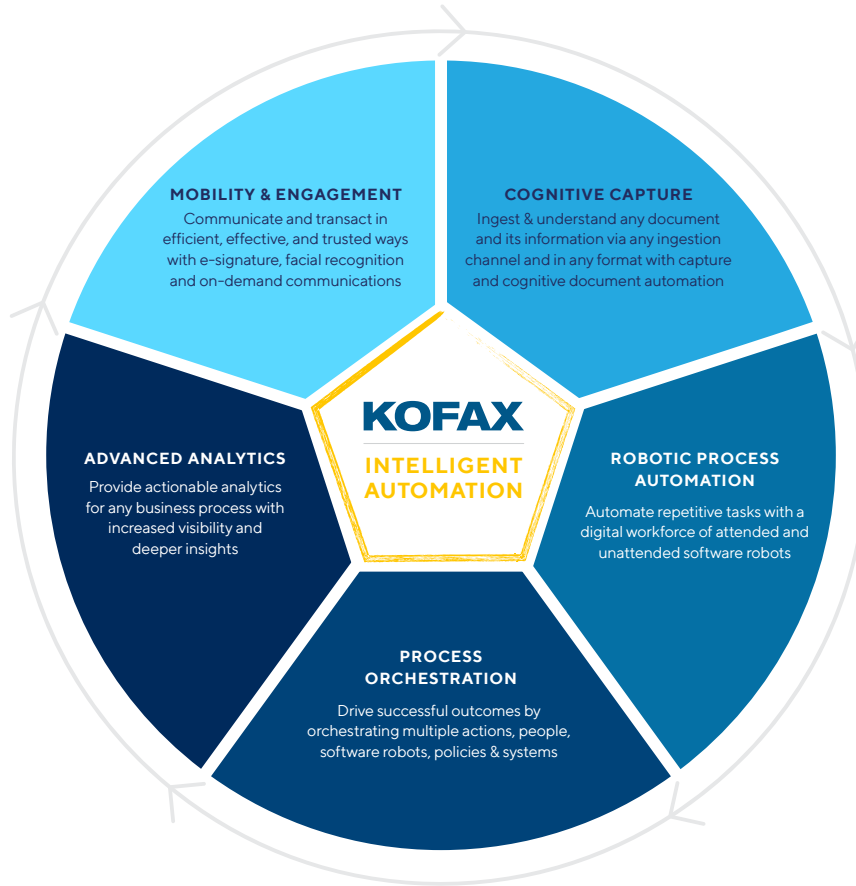 MOBILITY & ENGAGEMENT
Communicate and transact in
efficient, effective, and trusted ways
with e-signature, facial recognition
and on-demand communications
COGNITIVE CAPTURE
Ingest & understand any document
and its information via any ingestion
channel and in any format with capture
and cognitive document automation
KOFAX
INTELLIGENT
AUTOMATION
ADVANCED ANALYTICS
Provide actionable analytics
for any business process with
increased visibility and
deeper insights
ROBOTIC PROCESS
AUTOMATION
Automate repetitive tasks with a
digital workforce of attended and
unattended software robots
PROCESS
ORCHESTRATION
Drive successful outcomes by
orchestrating multiple actions, people,
software robots, policies & systems